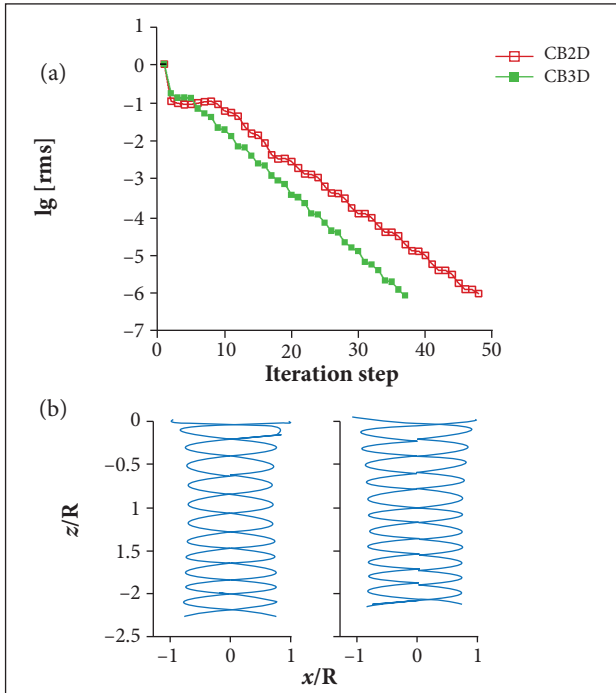 1
(a)
0
CB2D
CB3D
−1
−2
lg [rms]
−3
−4
−5
−6
−7
0 10 20 30 40 50
Iteration step
(b)
0
−0.5
−1
z/R
1.5
−2
−2.5
−1 0 1 −1 0 1
x/R